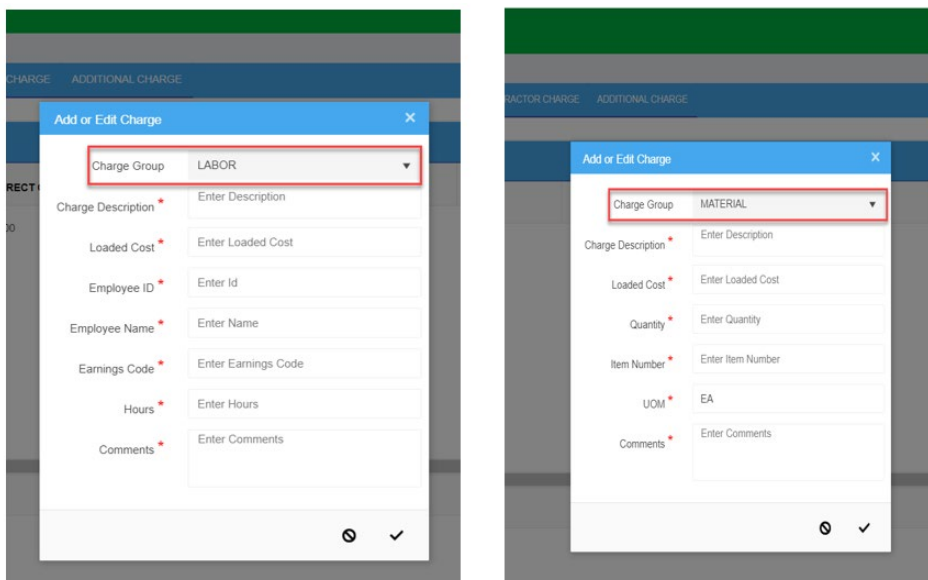 CHARGE ADDITIONAL CHARGE
Add or Edit Charge ×
RECT
00
Charge Group LABOR
Charge Description * Enter Description
Loaded Cost * Enter Loaded Cost
Employee ID * Enter Id
Employee Name * Enter Name
Earnings Code * Enter Earnings Code
Hours * Enter Hours
Comments * Enter Comments
RACTOR CHARGE ADDITIONAL CHARGE
Add or Edit Charge ×
Charge Group MATERIAL
Charge Description * Enter Description
Loaded Cost * Enter Loaded Cost
Quantity * Enter Quantity
Item Number * Enter Item Number
UOM * EA
Comments * Enter Comments